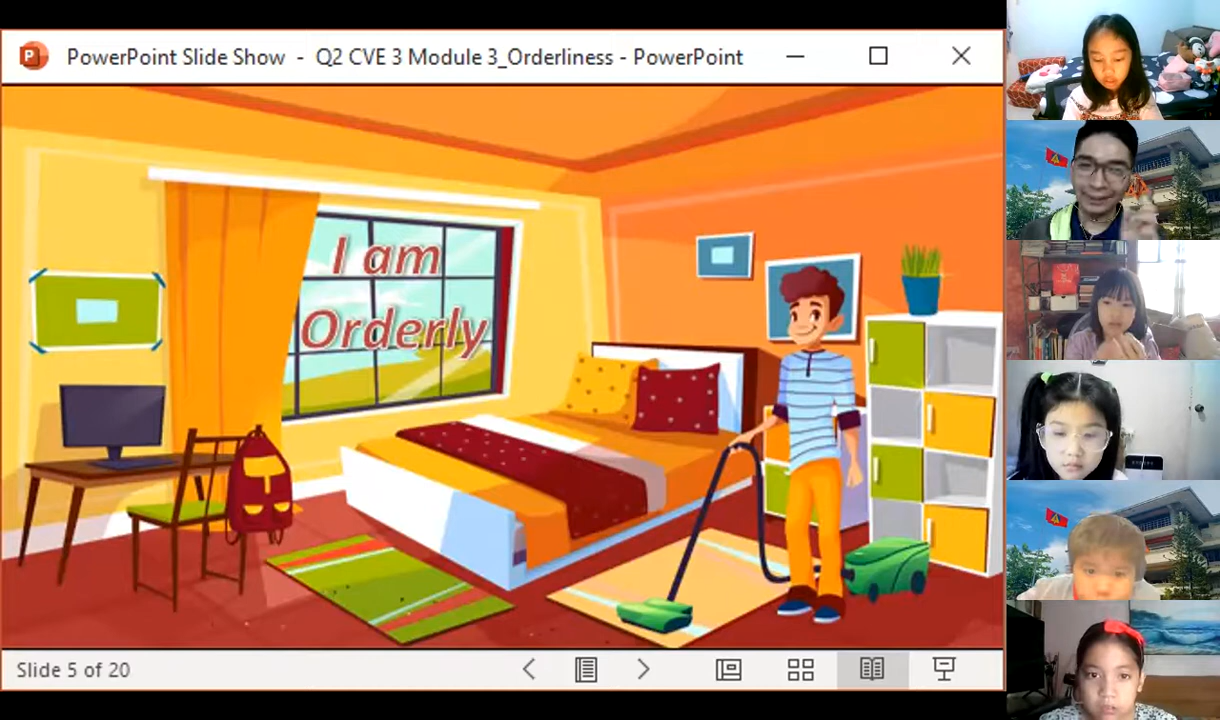 PowerPoint Slide Show - Q2 CVE 3 Module 3_Orderliness - PowerPoint
I am
Orderly
Slide 5 of 20